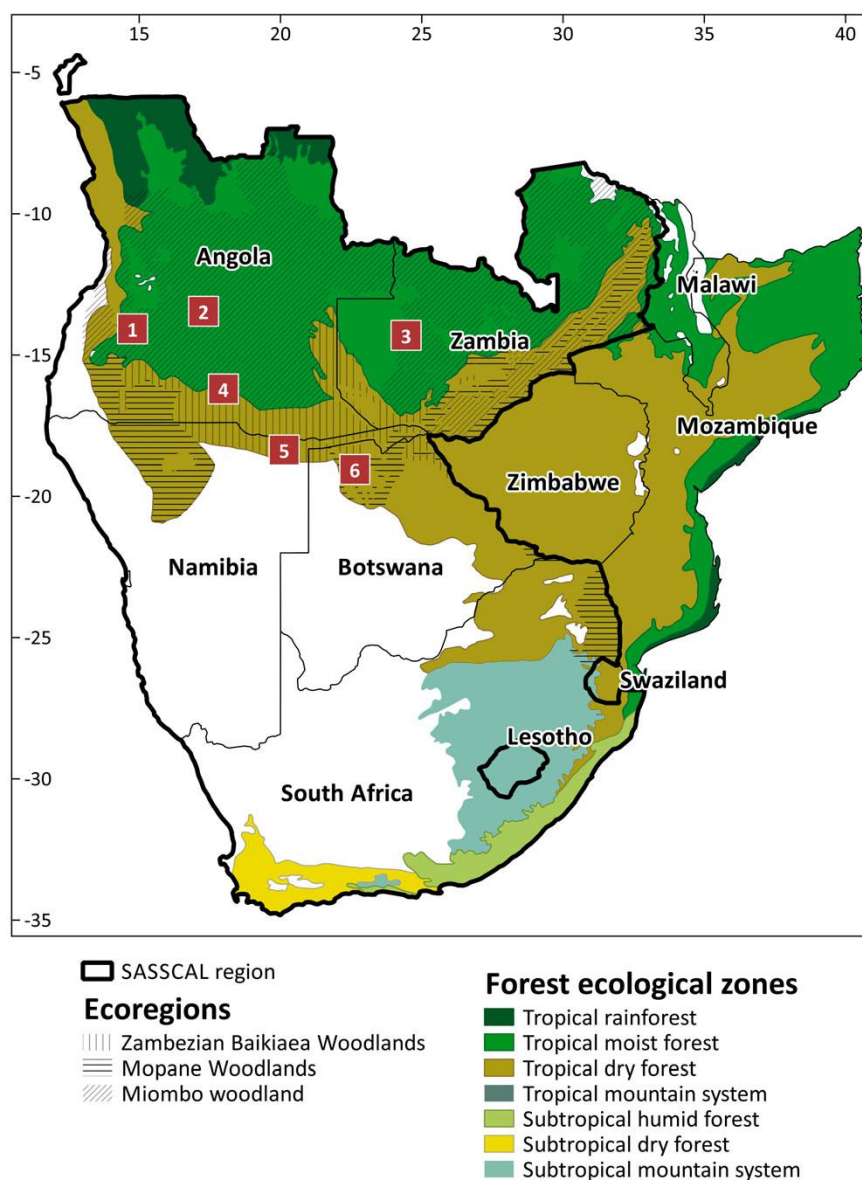 15 20 25 30 35 40
-5
-10
Angola
Malawi
2
1
3
Zambia
-15
4
Mozambique
5
6
Zimbabwe
-20
Namibia
Botswana
-25
Swaziland
Lesotho
-30
South Africa
-35
SASSCAL region
Ecoregions
Zambezian Baikiaea Woodlands
Mopane Woodlands
Miombo woodland
Forest ecological zones
Tropical rainforest
Tropical moist forest
Tropical dry forest
Tropical mountain system
Subtropical humid forest
Subtropical dry forest
Subtropical mountain system